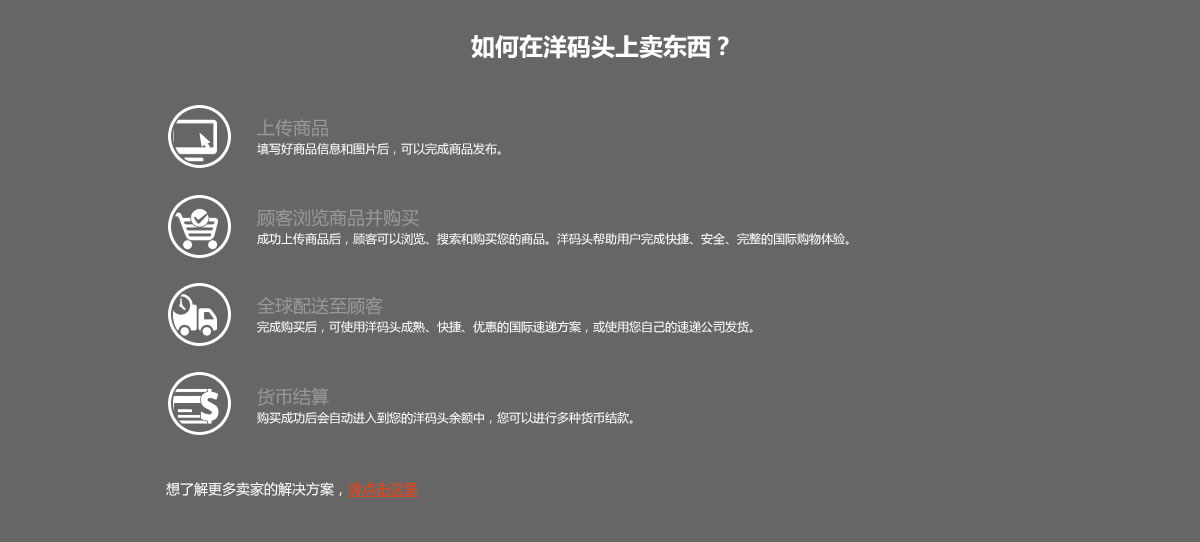 如何在洋码头上卖东西？
上传商品
填写好商品信息和图片后，可以完成商品发布。
顾客浏览商品并购买
成功上传商品后，顾客可以浏览、搜索和购买您的商品。洋码头帮助用户完成快捷、安全、完整的国际购物体验。
全球配送至顾客
完成购买后，可使用洋码头成熟、快捷、优惠的国际速递方案，或使用您自己的速递公司发货。
货币结算
购买成功后会自动进入到您的洋码头余额中，您可以进行多种货币结款。
想了解更多卖家的解决方案，请点击这里